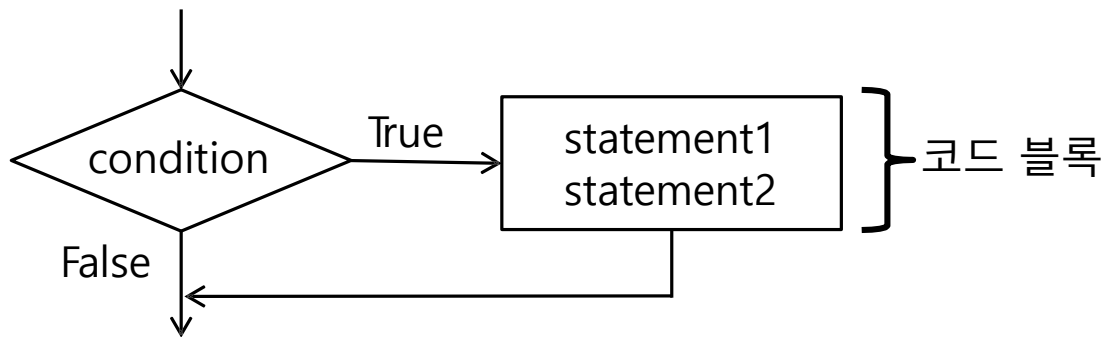 condition
True
statement1
statement2
코드 블록
False